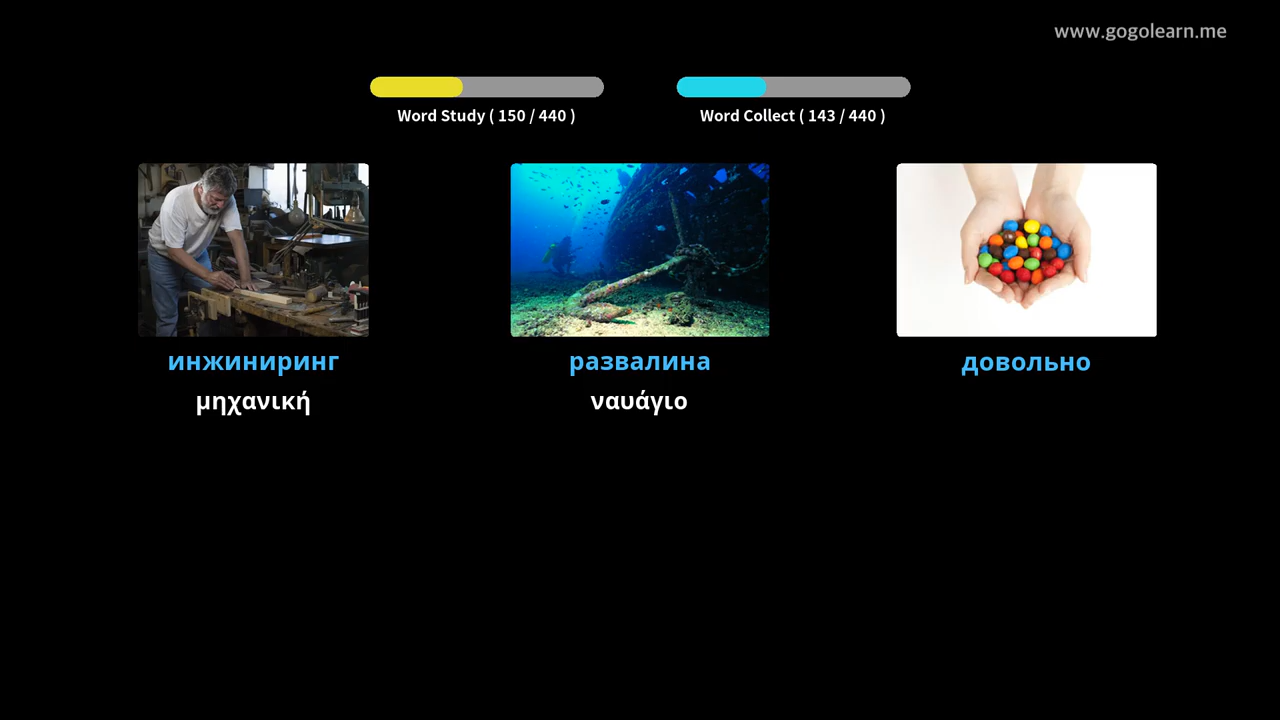 www.gogolearn.me
Word Study ( 150 / 440 )
Word Collect ( 143 / 440 )
инжиниринг
μηχανική
развалина
ναυάγιο
довольно